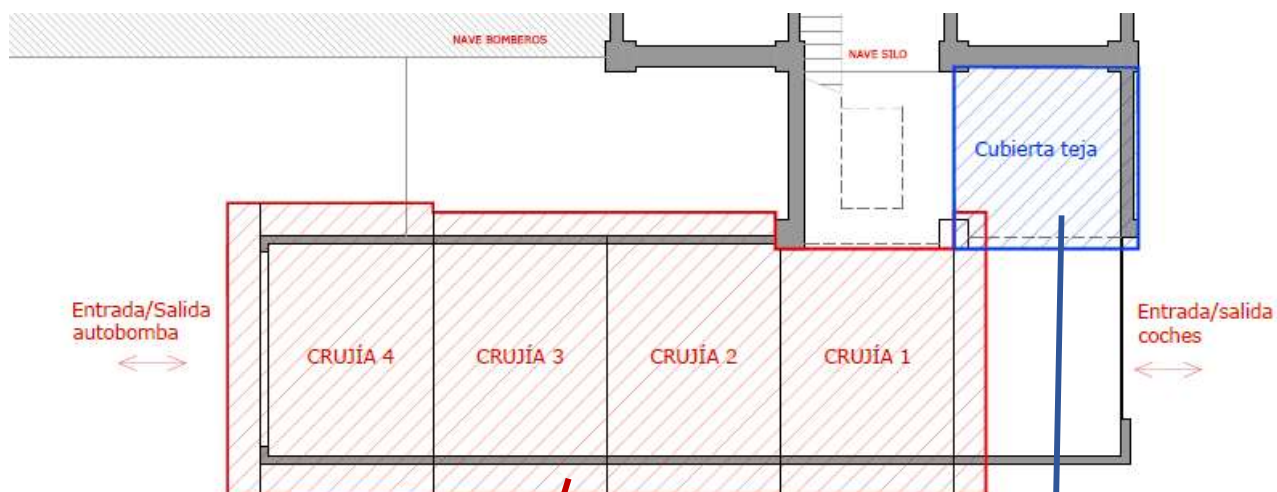 NAVE BOMBEROS
NAVE SILO
Cubierta teja
Entrada/Salida
autobomba
CRUJÍA 4
CRUJÍA 3
CRUJÍA 2
CRUJÍA 1
Entrada/salida
coches